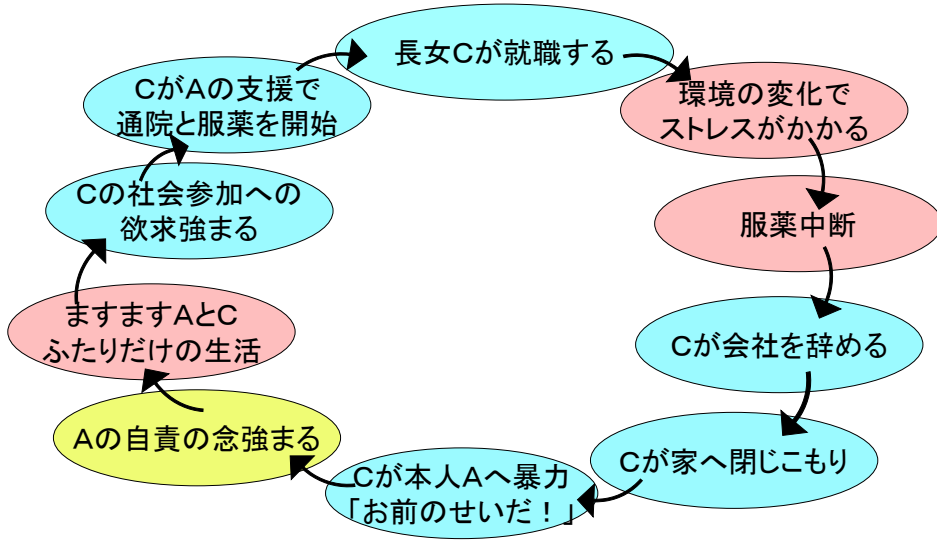 長女Cが就職する
環境の変化で
ストレスがかかる
服薬中断
Cが会社を辞める
Cが家へ閉じこもり
Cが本人Aへ暴力
「お前のせいだ！」
Aの自責の念強まる
ますますAとC
ふたりだけの生活
Cの社会参加への
欲求強まる
CがAの支援で
通院と服薬を開始